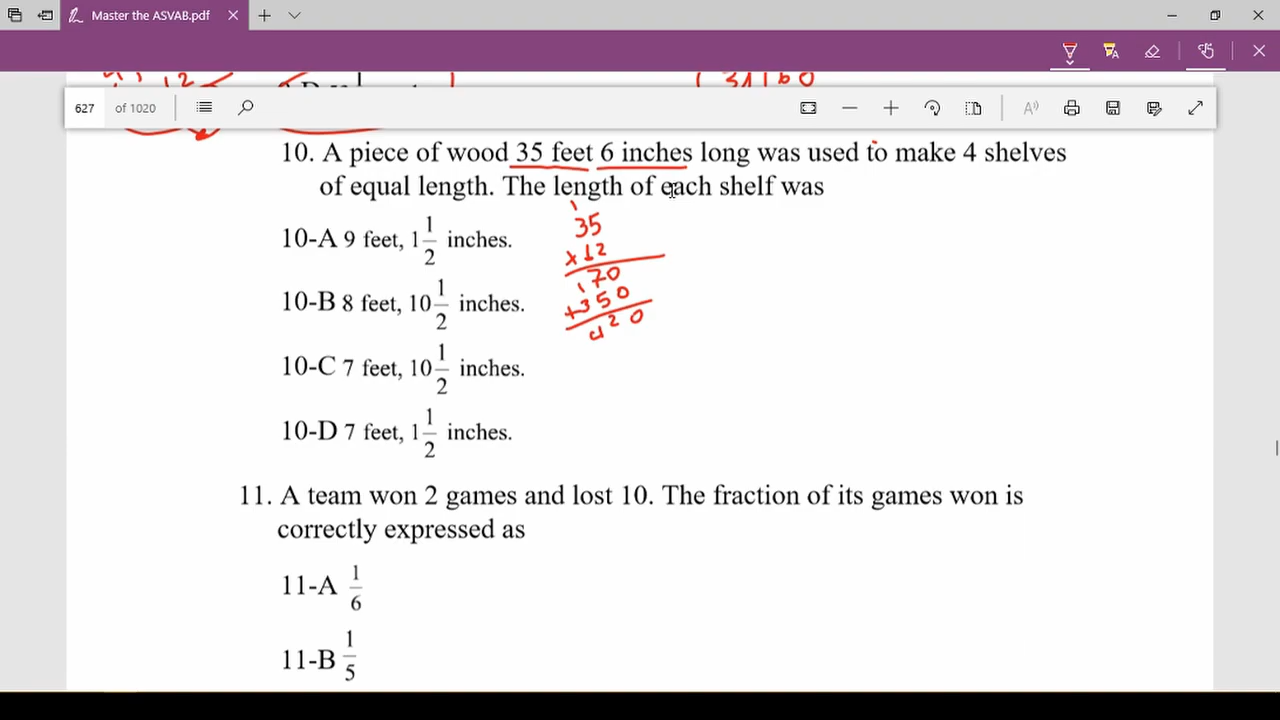 Master the ASVAB.pdf
627 of 1020
10. A piece of wood 35 feet 6 inches long was used to make 4 shelves
of equal length. The length of each shelf was
10-A 9 feet, 1 1/2 inches.
1
35
x 12
170
1
+350
420
10-B 8 feet, 10 1/2 inches.
10-C 7 feet, 10 1/2 inches.
10-D 7 feet, 1 1/2 inches.
11. A team won 2 games and lost 10. The fraction of its games won is
correctly expressed as
11-A 1/6
11-B 1/5